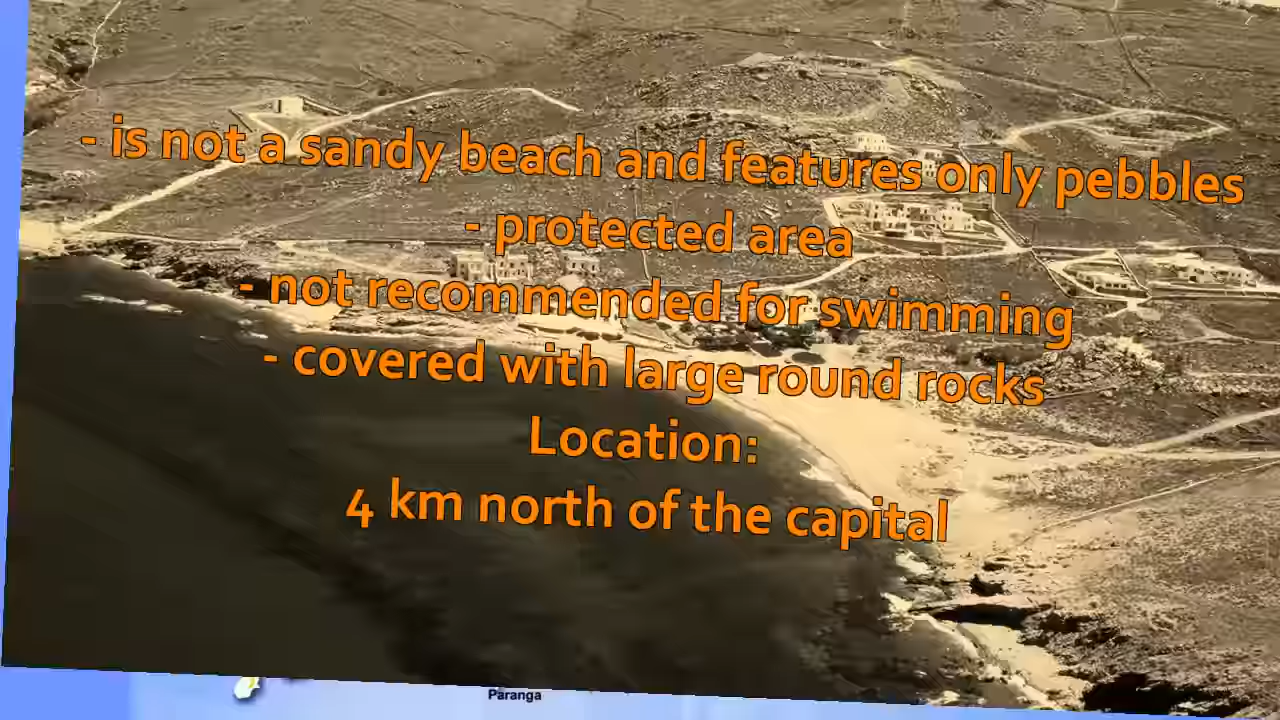 - is not a sandy beach and features only pebbles
- protected area
- not recommended for swimming
- covered with large round rocks
Location:
4 km north of the capital
Paranga